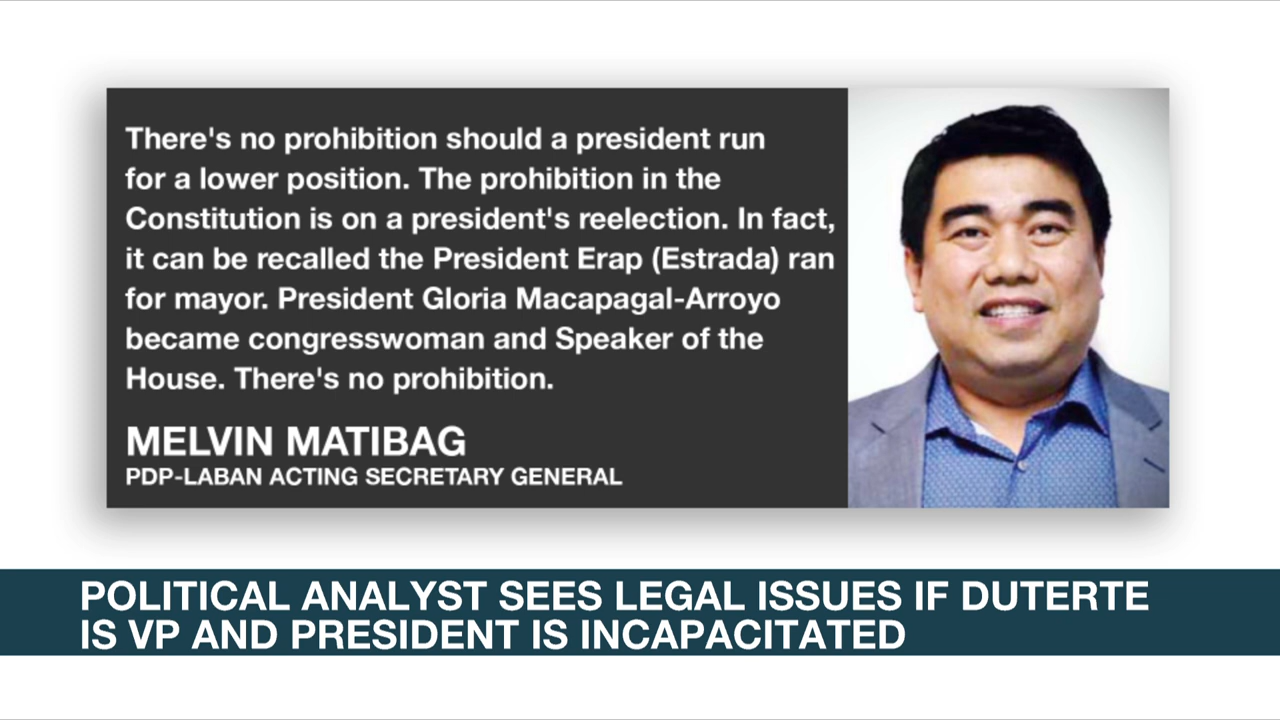 There's no prohibition should a president run
for a lower position. The prohibition in the
Constitution is on a president's reelection. In fact,
it can be recalled the President Erap (Estrada) ran
for mayor. President Gloria Macapagal-Arroyo
became congresswoman and Speaker of the
House. There's no prohibition.
MELVIN MATIBAG
PDP-LABAN ACTING SECRETARY GENERAL
POLITICAL ANALYST SEES LEGAL ISSUES IF DUTERTE
IS VP AND PRESIDENT IS INCAPACITATED